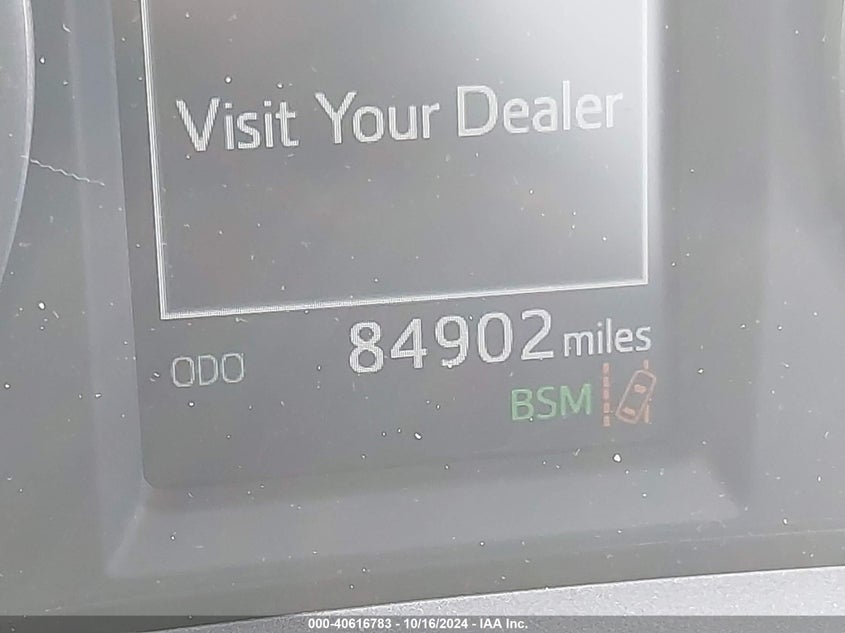 Visit Your Dealer
ODO 84902 miles
BSM
000-40616783 - 10/16/2024 - IAA Inc.